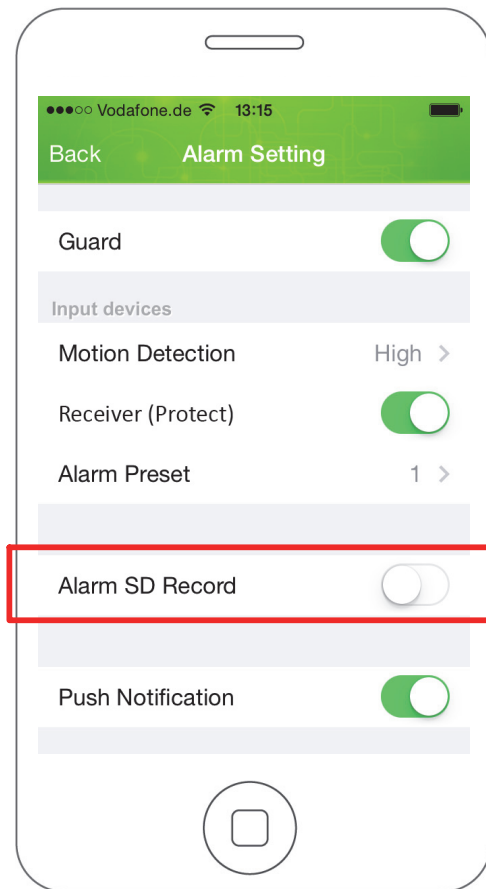 ●●●○○ Vodafone.de 13:15
Back Alarm Setting
Guard
Input devices
Motion Detection High >
Receiver (Protect)
Alarm Preset 1 >
Alarm SD Record
Push Notification